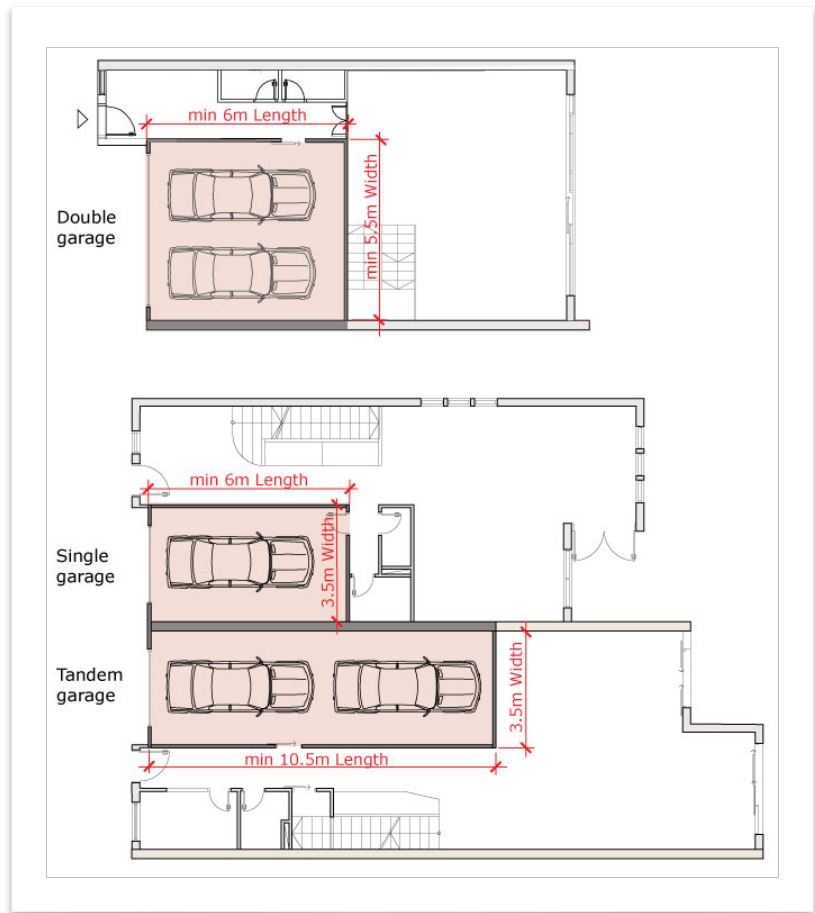 min 6m Length
Double
garage
min 5.5m Width
min 6m Length
Single
garage
3.5m Width
Tandem
garage
3.5m Width
min 10.5m Length